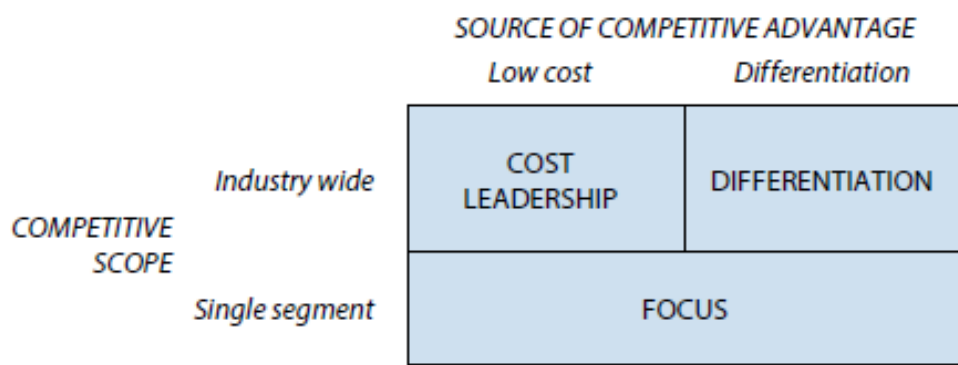 SOURCE OF COMPETITIVE ADVANTAGE
Low cost
Differentiation
Industry wide
COST
LEADERSHIP
DIFFERENTIATION
COMPETITIVE
SCOPE
Single segment
FOCUS